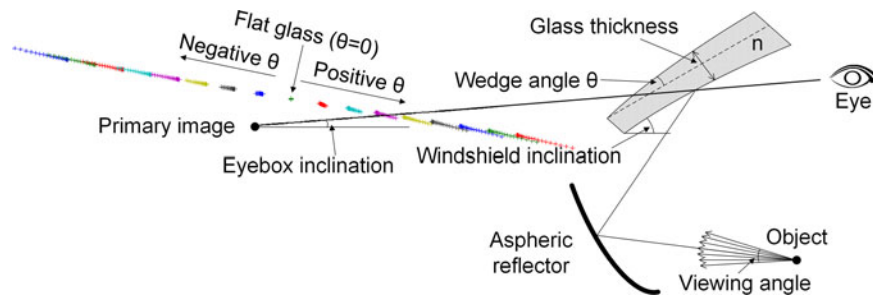 Flat glass (θ=0)
Negative θ
Positive θ
Glass thickness
n
Wedge angle θ
Eye
Primary image
Eyebox inclination
Windshield inclination
Aspheric
reflector
Object
Viewing angle